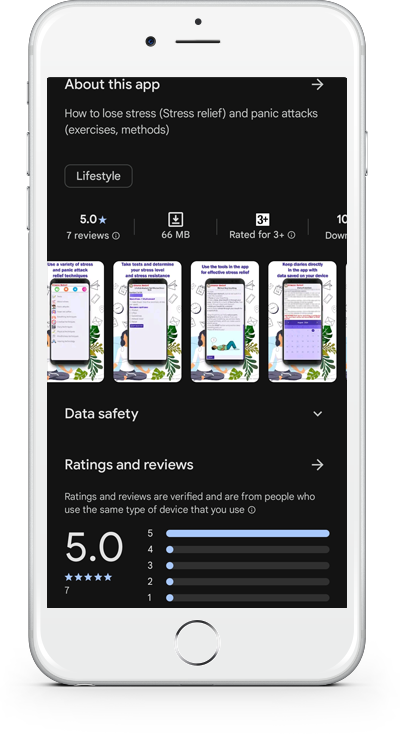 About this app
How to lose stress (Stress relief) and panic attacks
(exercises, methods)
Lifestyle
5.0★
7 reviews
66 MB
3+
Rated for 3+
10
Down
Use a variety of stress
and panic attack
relief techniques
Take tests and determine
your stress level
and stress resistance
Use the tools in the app
for effective stress relief
Keep diaries directly
in the app with
data saved on your device
Data safety
Ratings and reviews
Ratings and reviews are verified and are from people who
use the same type of device that you use
5.0
7
5
4
3
2
1